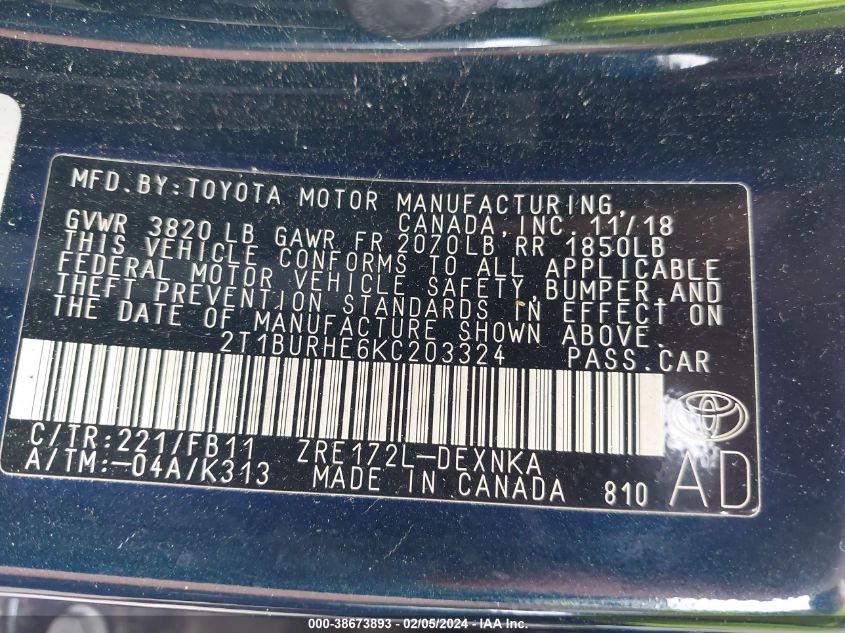 MFD.BY:TOYOTA MOTOR MANUFACTURING,
CANADA,INC. 11/18
GVWR 3820 LB GAWR FR 2070LB RR 1850LB
THIS VEHICLE CONFORMS TO ALL APPLICABLE
FEDERAL MOTOR VEHICLE SAFETY,BUMPER,AND
THEFT PREVENTION STANDARDS IN EFFECT ON
THE DATE OF MANUFACTURE SHOWN ABOVE.
2T1BURHE6KC203324 PASS.CAR
C/TR:221/FB11 ZRE172L-DEXNKA
A/TM:-04A/K313 MADE IN CANADA 810 AD
000-38673893 - 02/05/2024 - IAA Inc.